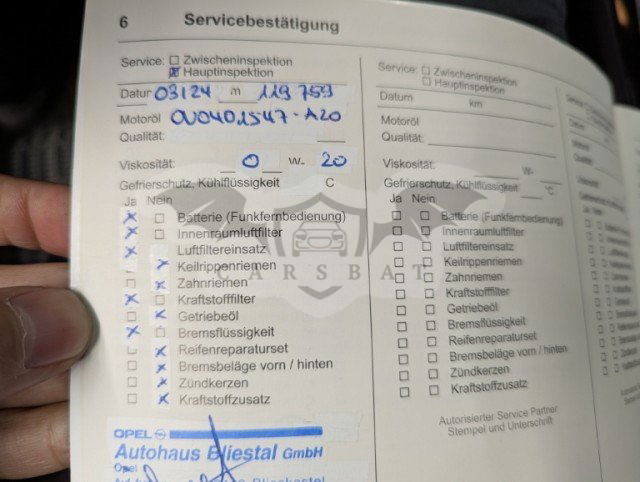 6 Servicebestätigung
Service: Zwischeninspektion
Hauptinspektion
Datum 03/24 m 119 759
Motoröl OV0401547-A20
Qualität:
Viskosität: 0 W- 20
Gefrierschutz, Kühlflüssigkeit C
Ja Nein
Batterie (Funkfernbedienung)
Innenraumluftfilter
Luftfiltereinsatz
Keilrippenriemen
Zahnriemen
Kraftstofffilter
Getriebeöl
Bremsflüssigkeit
Reifenreparaturset
Bremsbeläge vorn / hinten
Zündkerzen
Kraftstoffzusatz
OPEL
Autohaus Bliestal GmbH
Opel
Service: Zwischeninspektion
Hauptinspektion
Datum km
Motoröl
Qualität:
Viskosität: W-
Gefrierschutz, Kühlflüssigkeit °C
Ja Nein
Batterie (Funkfernbedienung)
Innenraumluftfilter
Luftfiltereinsatz
Keilrippenriemen
Zahnriemen
Kraftstofffilter
Getriebeöl
Bremsflüssigkeit
Reifenreparaturset
Bremsbeläge vorn / hinten
Zündkerzen
Kraftstoffzusatz
Autorisierter Service Partner
Stempel und Unterschrift
CARSBAT